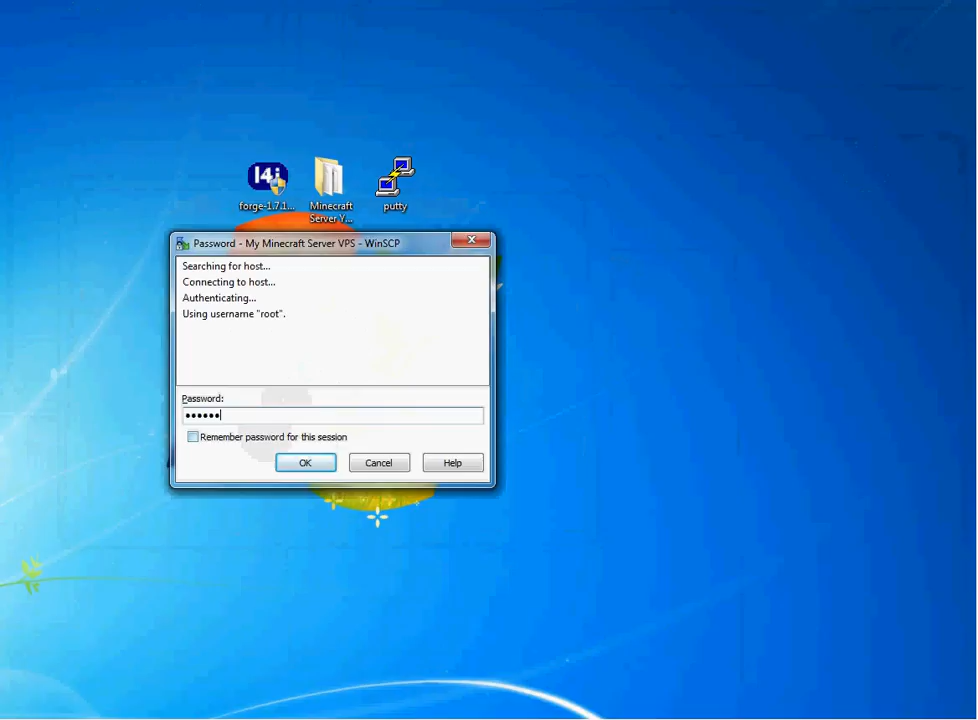 14j
forge-1.7.1... Minecraft Server Y... putty
Password - My Minecraft Server VPS - WinSCP
Searching for host...
Connecting to host...
Authenticating...
Using username "root".
Password:
••••••
Remember password for this session
OK Cancel Help